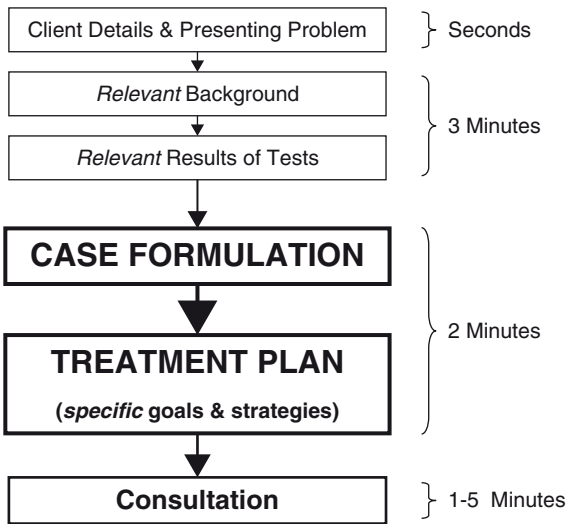 Client Details & Presenting Problem
Seconds
Relevant Background
3 Minutes
Relevant Results of Tests
CASE FORMULATION
2 Minutes
TREATMENT PLAN
(specific goals & strategies)
Consultation
1-5 Minutes